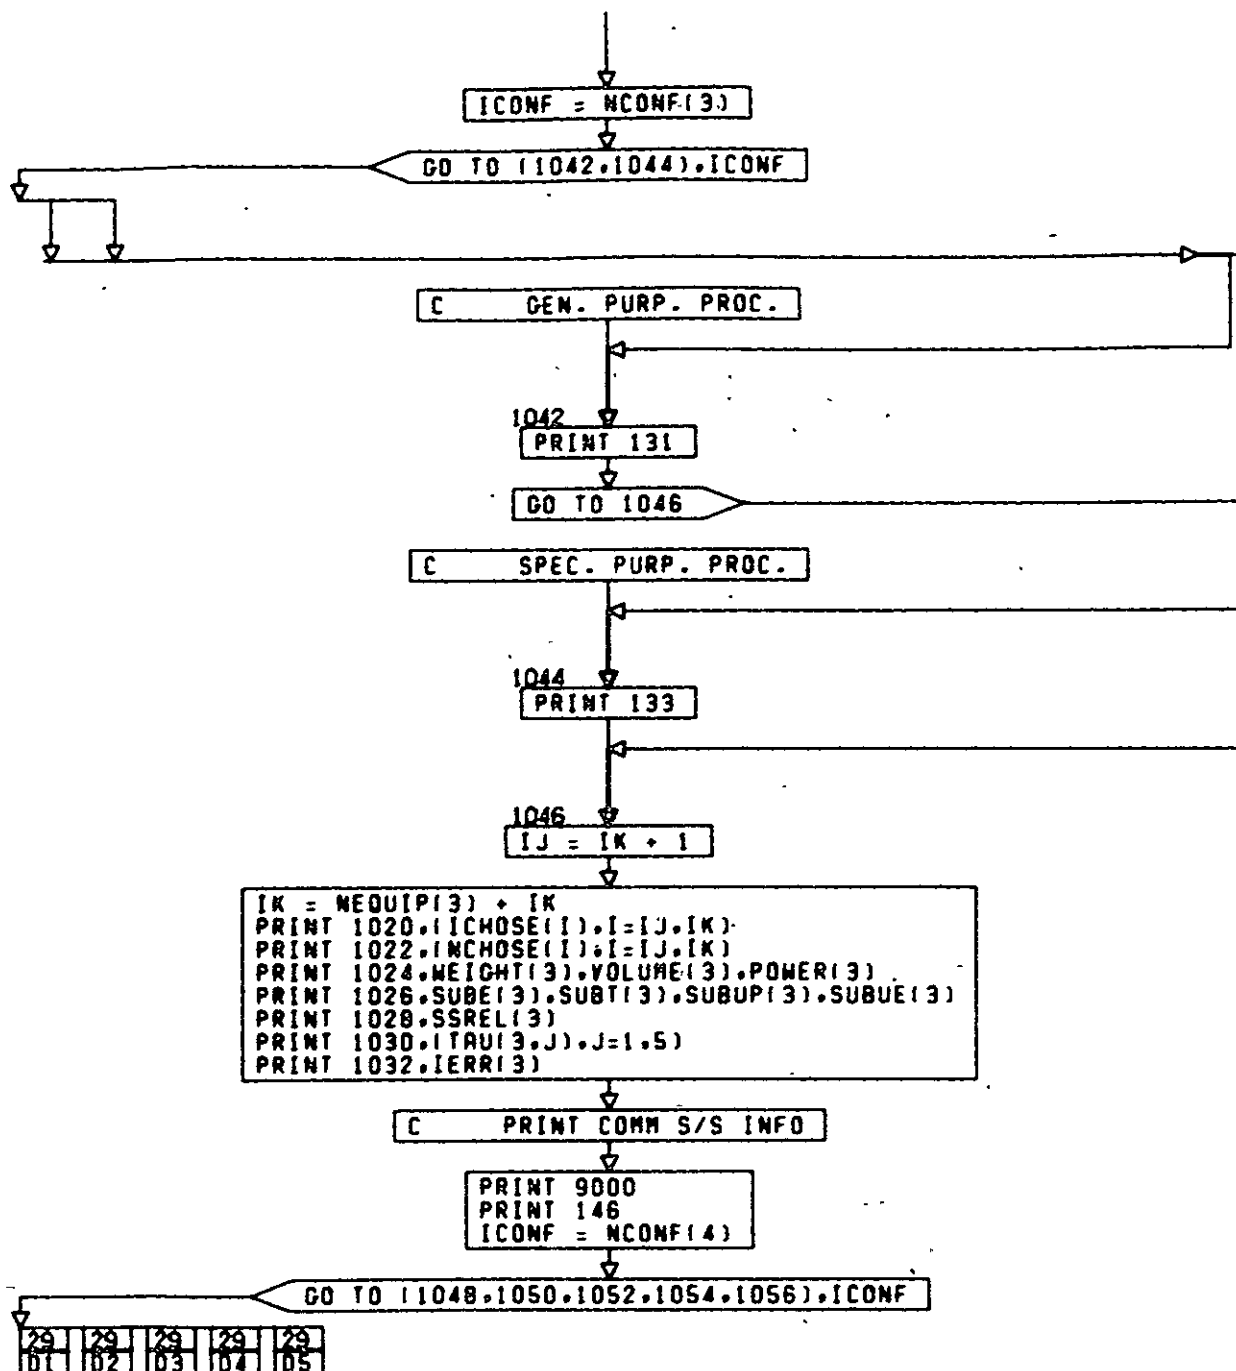 ICONF = NCONF(3)
GO TO (1042,1044),ICONF
C GEN. PURP. PROC.
1042
PRINT 131
GO TO 1046
C SPEC. PURP. PROC.
1044
PRINT 133
1046
IJ = IK + 1
IK = NEQUIP(3) + IK
PRINT 1020,(ICHOSE(I),I=IJ,IK)
PRINT 1022,(NCHOSE(I),I=IJ,IK)
PRINT 1024,WEIGHT(3),VOLUME(3),POWER(3)
PRINT 1026,SUBE(3),SUBT(3),SUBUP(3),SUBUE(3)
PRINT 1028,SSREL(3)
PRINT 1030,(TAU(3,J),J=1,5)
PRINT 1032,IERR(3)
C PRINT COMM S/S INFO
PRINT 9000
PRINT 146
ICONF = NCONF(4)
GO TO (1048,1050,1052,1054,1056),ICONF
29 29 29 29 29
D1 D2 D3 D4 D5